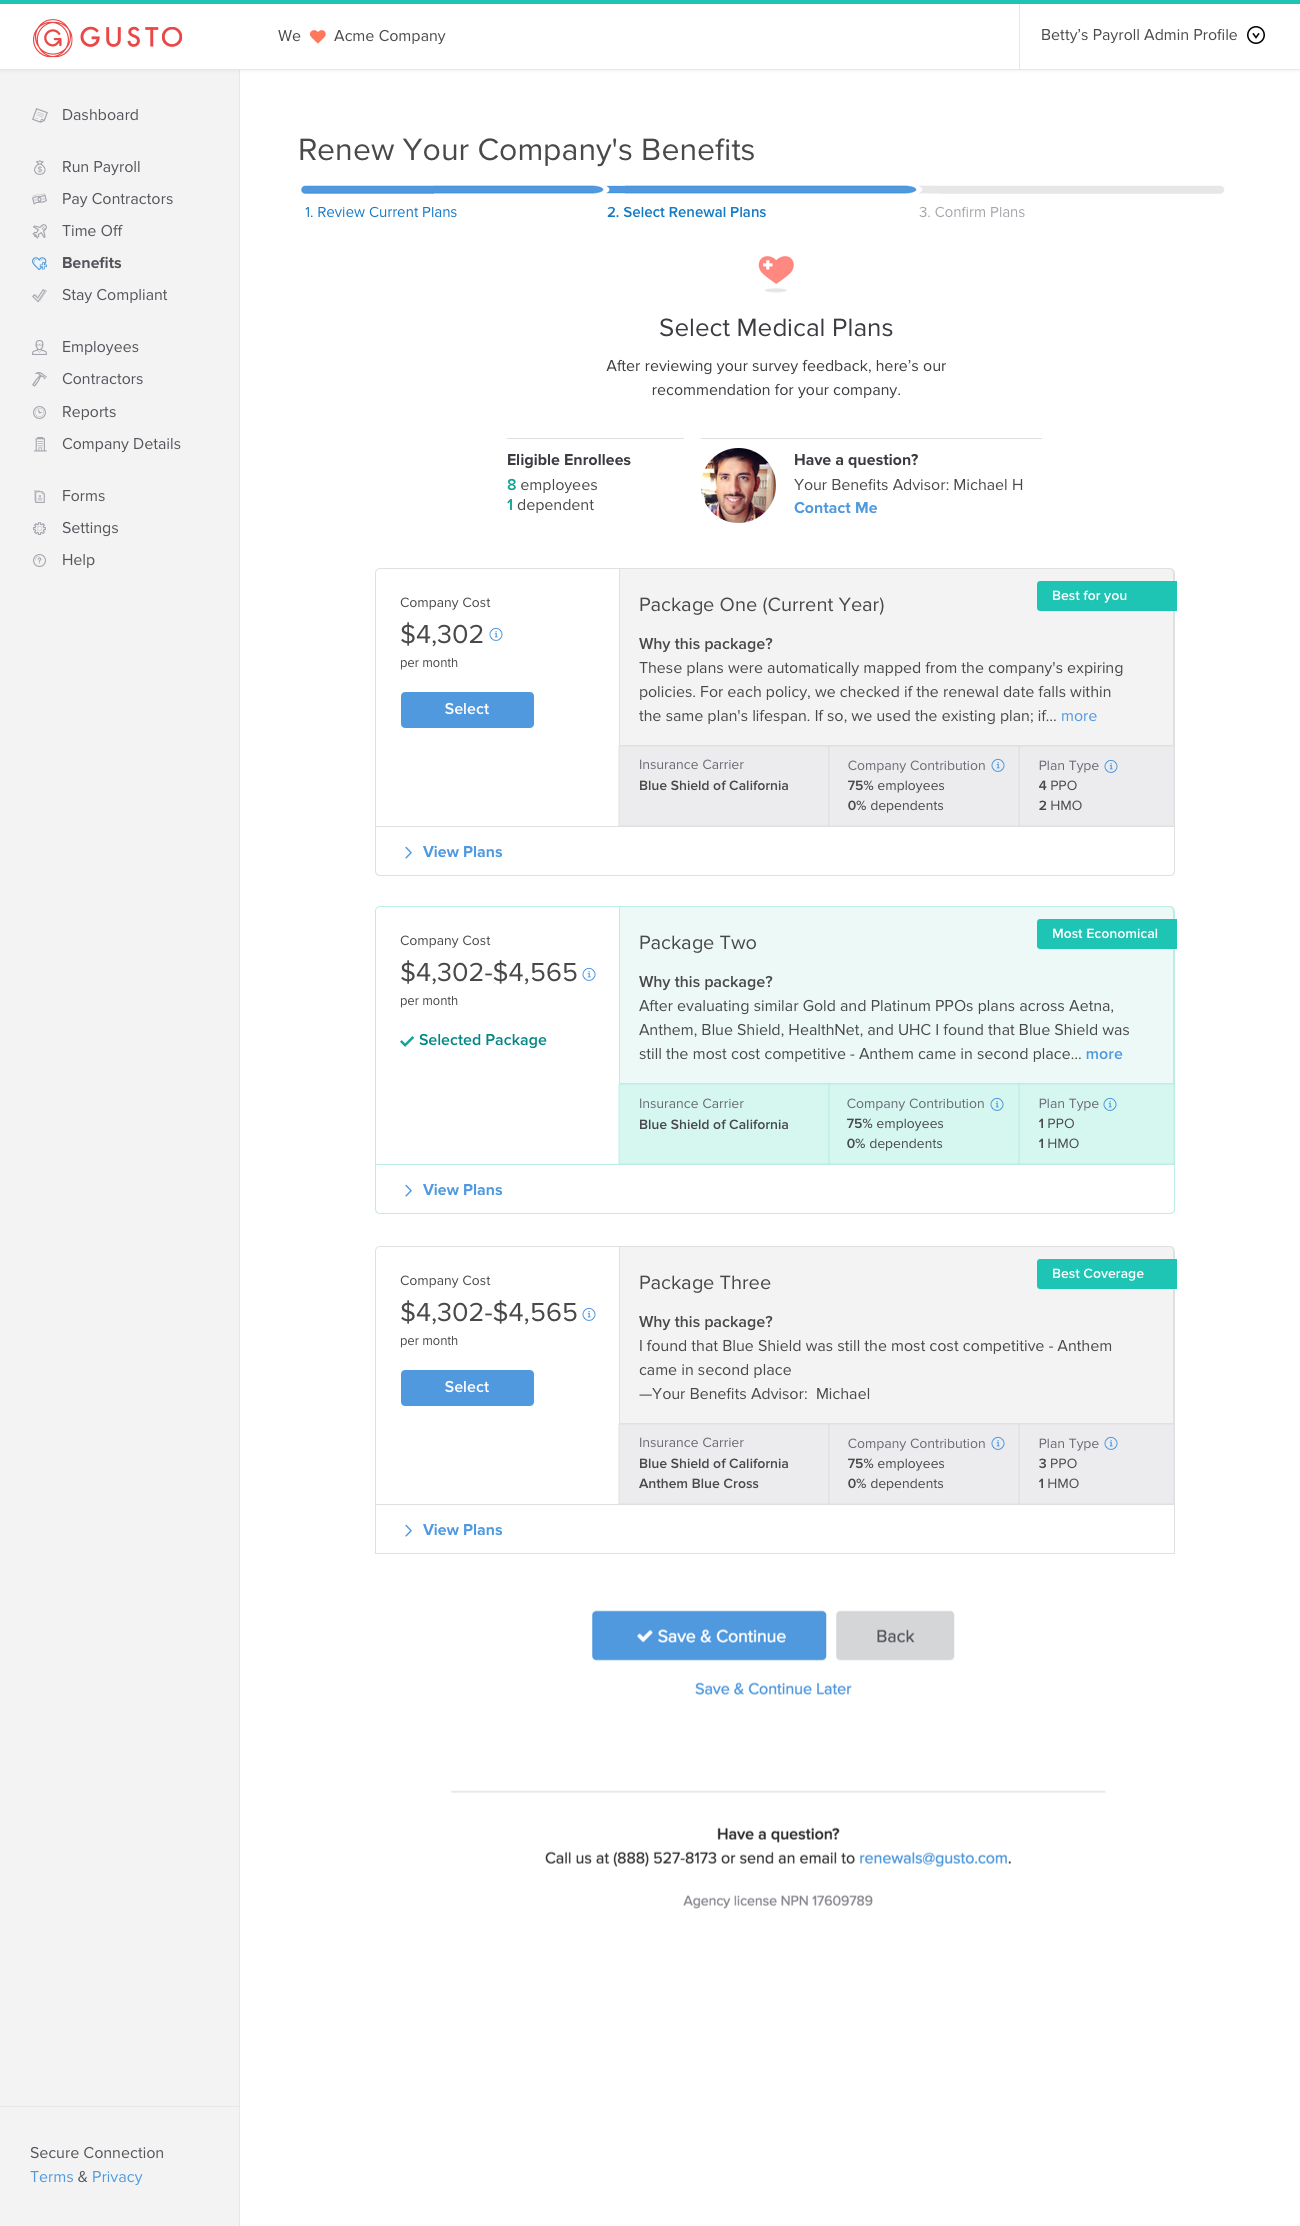 GUSTO
We Acme Company
Betty's Payroll Admin Profile
Dashboard
Run Payroll
Pay Contractors
Time Off
Benefits
Stay Compliant
Employees
Contractors
Reports
Company Details
Forms
Settings
Help
Renew Your Company's Benefits
1. Review Current Plans
2. Select Renewal Plans
3. Confirm Plans
Select Medical Plans
After reviewing your survey feedback, here's our
recommendation for your company.
Eligible Enrollees
8 employees
1 dependent
Have a question?
Your Benefits Advisor: Michael H
Contact Me
Company Cost
$4,302
per month
Select
Package One (Current Year)
Best for you
Why this package?
These plans were automatically mapped from the company's expiring
policies. For each policy, we checked if the renewal date falls within
the same plan's lifespan. If so, we used the existing plan; if... more
Insurance Carrier
Blue Shield of California
Company Contribution
75% employees
0% dependents
Plan Type
4 PPO
2 HMO
View Plans
Company Cost
$4,302-$4,565
per month
Selected Package
Package Two
Most Economical
Why this package?
After evaluating similar Gold and Platinum PPOs plans across Aetna,
Anthem, Blue Shield, HealthNet, and UHC I found that Blue Shield was
still the most cost competitive - Anthem came in second place... more
Insurance Carrier
Blue Shield of California
Company Contribution
75% employees
0% dependents
Plan Type
1 PPO
1 HMO
View Plans
Company Cost
$4,302-$4,565
per month
Select
Package Three
Best Coverage
Why this package?
I found that Blue Shield was still the most cost competitive - Anthem
came in second place
—Your Benefits Advisor: Michael
Insurance Carrier
Blue Shield of California
Anthem Blue Cross
Company Contribution
75% employees
0% dependents
Plan Type
3 PPO
1 HMO
View Plans
Save & Continue
Back
Save & Continue Later
Have a question?
Call us at (888) 527-8173 or send an email to renewals@gusto.com.
Agency license NPN 17609789
Secure Connection
Terms & Privacy